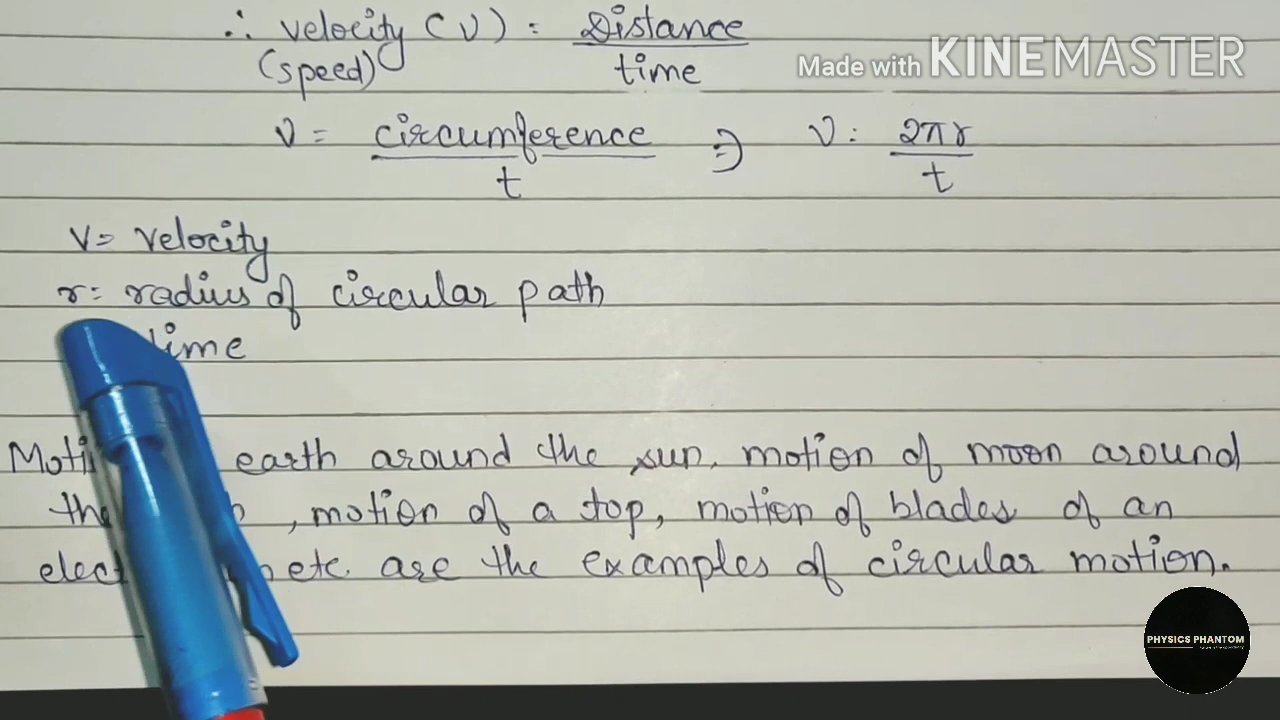 ∴ velocity (v) = Distance / time
(speed)
v = circumference / t ⇒ v = 2πr / t
v = velocity
r = radius of circular path
time
Motion earth around the sun, motion of moon around
the , motion of a top, motion of blades of an
etc. are the examples of circular motion.
Made with KINEMASTER
PHYSICS PHANTOM